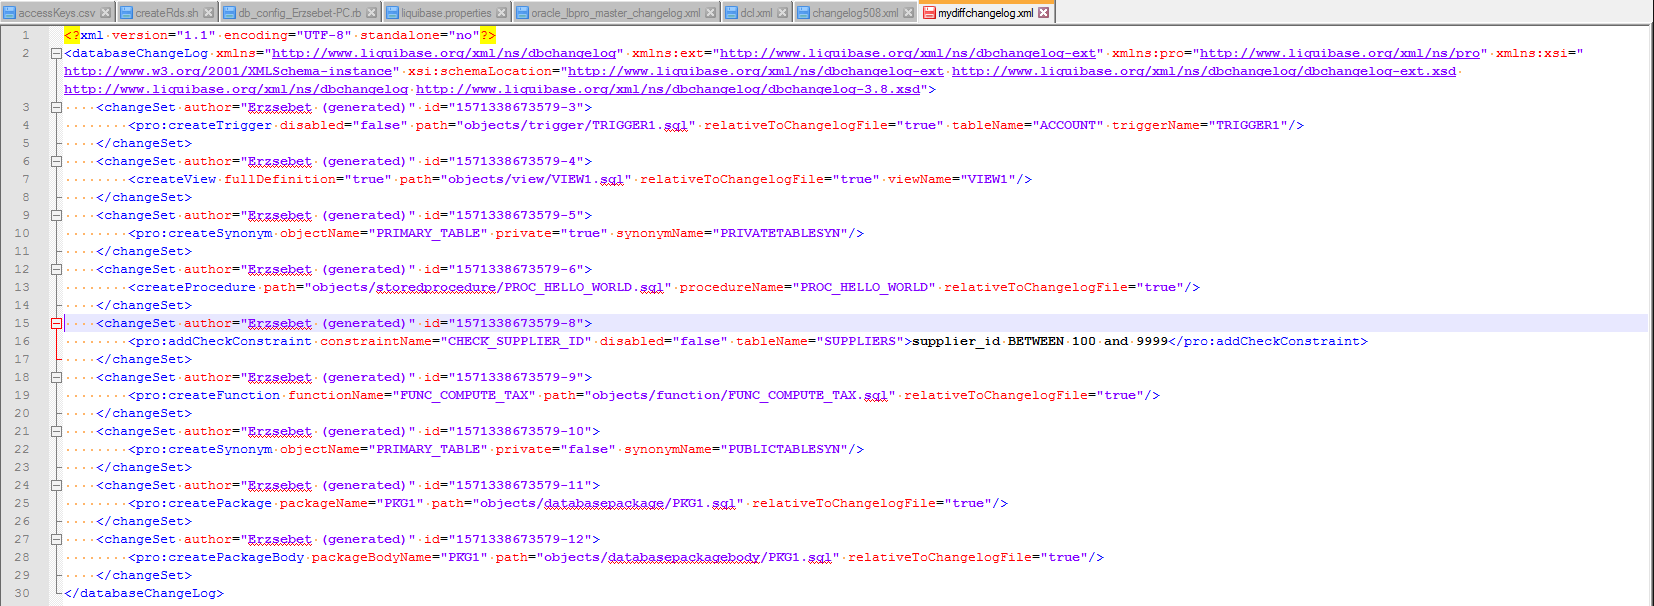 accessKeys.csv createRds.sh db_config_Erzsebet-PC.rb liquibase.properties oracle_lbpro_master_changelog.xml dcl.xml changelog508.xml mydiffchangelog.xml
1 <?xml version="1.1" encoding="UTF-8" standalone="no"?>
2 <databaseChangeLog xmlns="http://www.liquibase.org/xml/ns/dbchangelog" xmlns:ext="http://www.liquibase.org/xml/ns/dbchangelog-ext" xmlns:pro="http://www.liquibase.org/xml/ns/pro" xmlns:xsi="
http://www.w3.org/2001/XMLSchema-instance" xsi:schemaLocation="http://www.liquibase.org/xml/ns/dbchangelog-ext http://www.liquibase.org/xml/ns/dbchangelog/dbchangelog-ext.xsd
http://www.liquibase.org/xml/ns/dbchangelog http://www.liquibase.org/xml/ns/dbchangelog/dbchangelog-3.8.xsd">
3 <changeSet author="Erzsebet (generated)" id="1571338673579-3">
4 <pro:createTrigger disabled="false" path="objects/trigger/TRIGGER1.sql" relativeToChangelogFile="true" tableName="ACCOUNT" triggerName="TRIGGER1"/>
5 </changeSet>
6 <changeSet author="Erzsebet (generated)" id="1571338673579-4">
7 <createView fullDefinition="true" path="objects/view/VIEW1.sql" relativeToChangelogFile="true" viewName="VIEW1"/>
8 </changeSet>
9 <changeSet author="Erzsebet (generated)" id="1571338673579-5">
10 <pro:createSynonym objectName="PRIMARY_TABLE" private="true" synonymName="PRIVATETABLESYN"/>
11 </changeSet>
12 <changeSet author="Erzsebet (generated)" id="1571338673579-6">
13 <createProcedure path="objects/storedprocedure/PROC_HELLO_WORLD.sql" procedureName="PROC_HELLO_WORLD" relativeToChangelogFile="true"/>
14 </changeSet>
15 <changeSet author="Erzsebet (generated)" id="1571338673579-8">
16 <pro:addCheckConstraint constraintName="CHECK_SUPPLIER_ID" disabled="false" tableName="SUPPLIERS">supplier_id BETWEEN 100 and 9999</pro:addCheckConstraint>
17 </changeSet>
18 <changeSet author="Erzsebet (generated)" id="1571338673579-9">
19 <pro:createFunction functionName="FUNC_COMPUTE_TAX" path="objects/function/FUNC_COMPUTE_TAX.sql" relativeToChangelogFile="true"/>
20 </changeSet>
21 <changeSet author="Erzsebet (generated)" id="1571338673579-10">
22 <pro:createSynonym objectName="PRIMARY_TABLE" private="false" synonymName="PUBLICTABLESYN"/>
23 </changeSet>
24 <changeSet author="Erzsebet (generated)" id="1571338673579-11">
25 <pro:createPackage packageName="PKG1" path="objects/databasepackage/PKG1.sql" relativeToChangelogFile="true"/>
26 </changeSet>
27 <changeSet author="Erzsebet (generated)" id="1571338673579-12">
28 <pro:createPackageBody packageBodyName="PKG1" path="objects/databasepackagebody/PKG1.sql" relativeToChangelogFile="true"/>
29 </changeSet>
30 </databaseChangeLog>